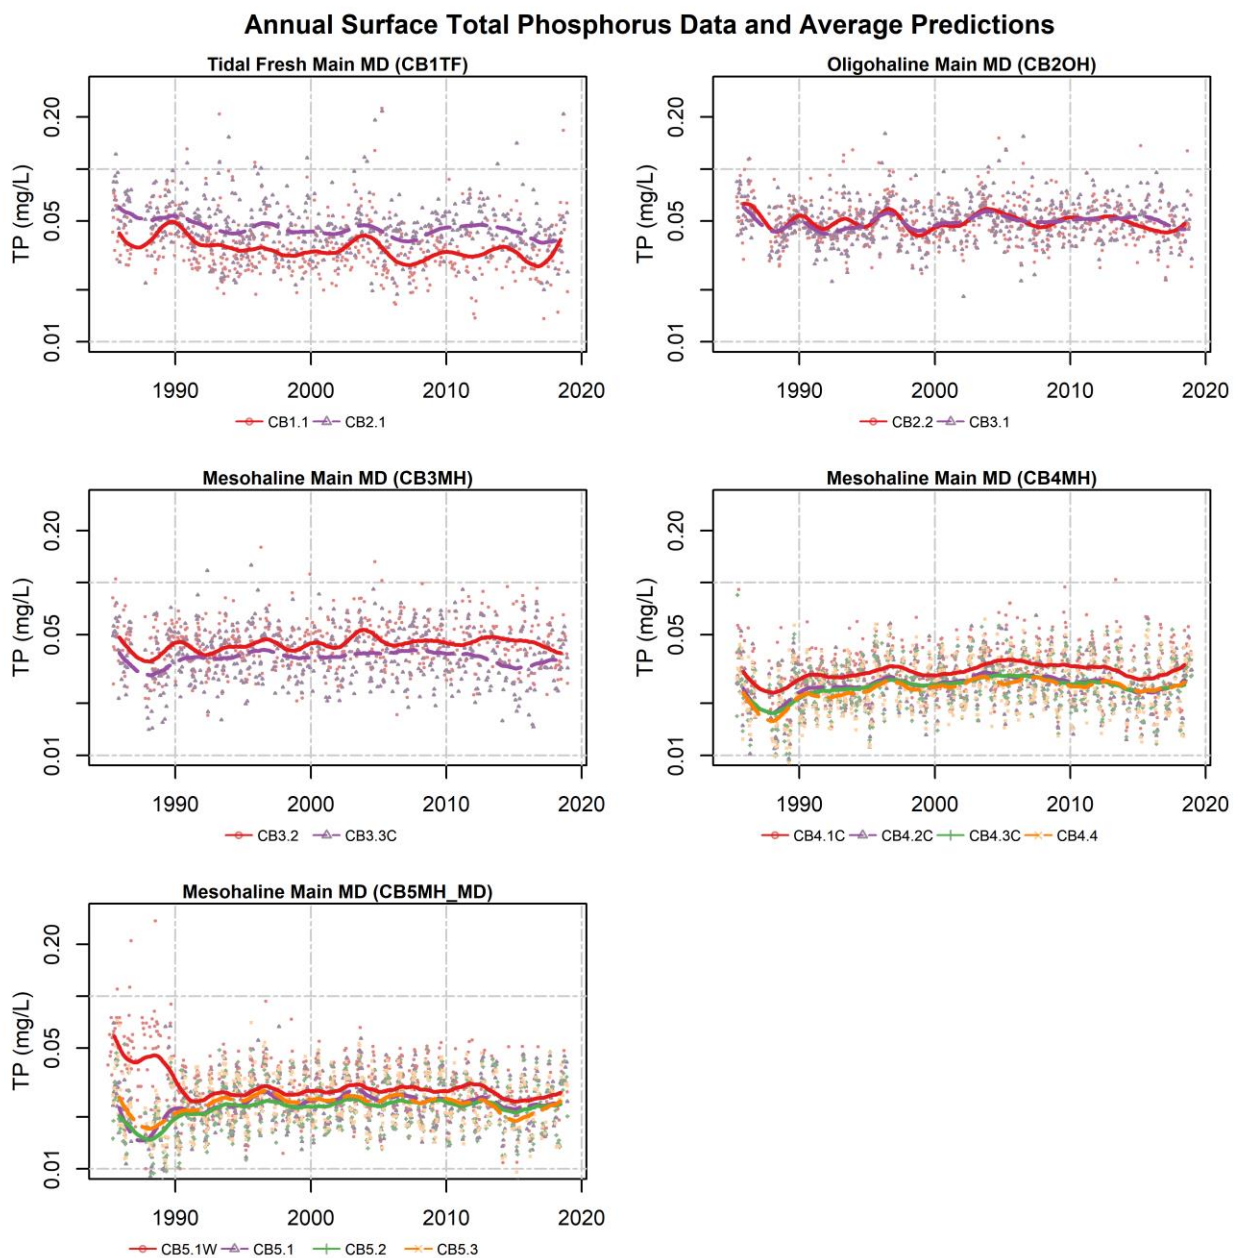 Annual Surface Total Phosphorus Data and Average Predictions
Tidal Fresh Main MD (CB1TF)
TP (mg/L)
0.20
0.05
0.01
1990 2000 2010 2020
CB1.1 CB2.1
Oligohaline Main MD (CB2OH)
TP (mg/L)
0.20
0.05
0.01
1990 2000 2010 2020
CB2.2 CB3.1
Mesohaline Main MD (CB3MH)
TP (mg/L)
0.20
0.05
0.01
1990 2000 2010 2020
CB3.2 CB3.3C
Mesohaline Main MD (CB4MH)
TP (mg/L)
0.20
0.05
0.01
1990 2000 2010 2020
CB4.1C CB4.2C CB4.3C CB4.4
Mesohaline Main MD (CB5MH_MD)
TP (mg/L)
0.20
0.05
0.01
1990 2000 2010 2020
CB5.1W CB5.1 CB5.2 CB5.3